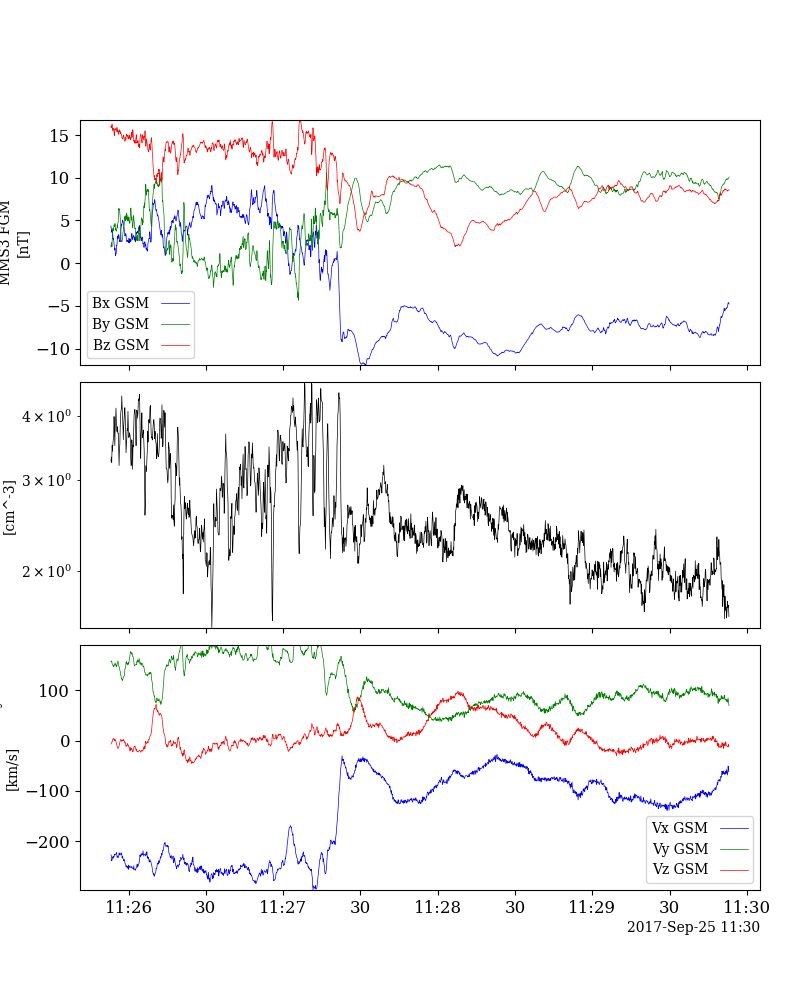 15
10
5
0
−5
−10
MMS3 FGM
[nT]
Bx GSM
By GSM
Bz GSM
4 × 10⁰
3 × 10⁰
2 × 10⁰
[cm^-3]
100
0
−100
−200
[km/s]
Vx GSM
Vy GSM
Vz GSM
11:26 30 11:27 30 11:28 30 11:29 30 11:30
2017-Sep-25 11:30